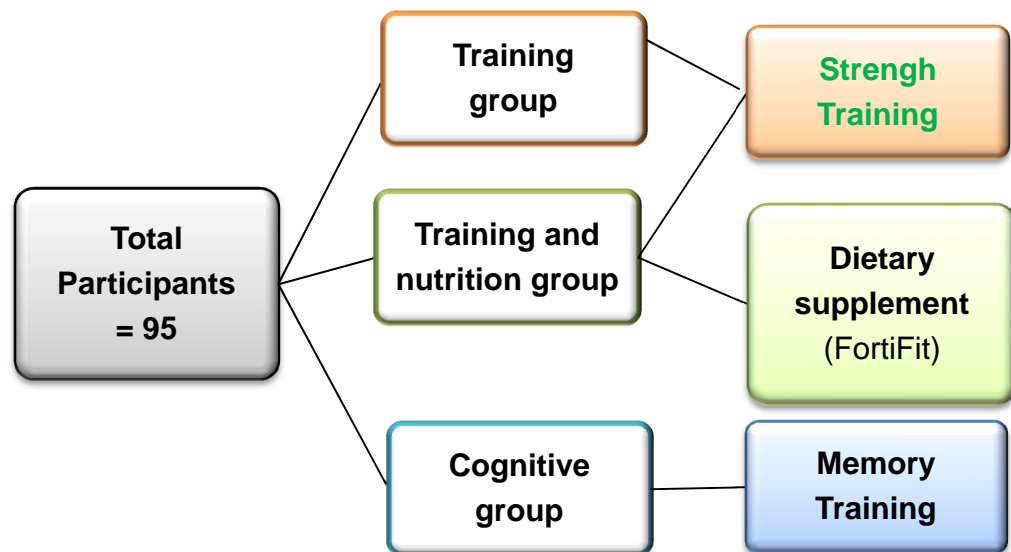 Total
Participants
= 95
Training
group
Training and
nutrition group
Cognitive
group
Strengh
Training
Dietary
supplement
(FortiFit)
Memory
Training